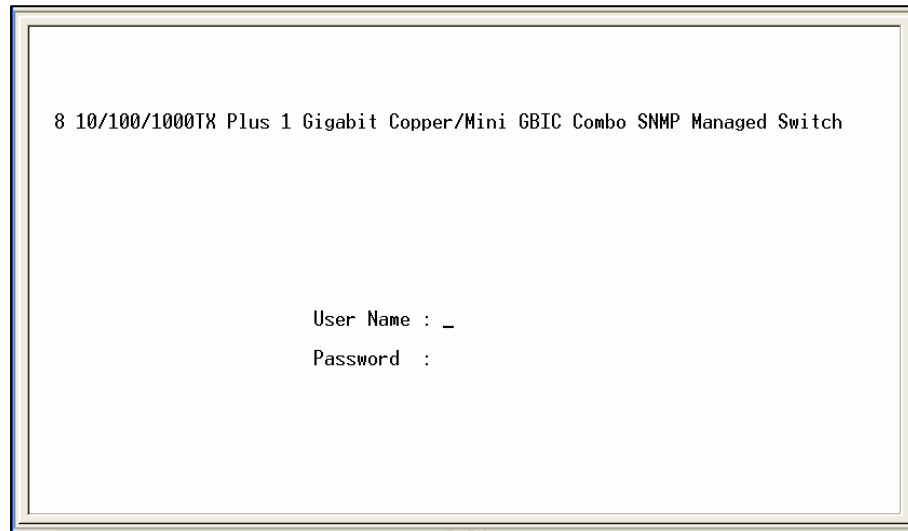 8 10/100/1000TX Plus 1 Gigabit Copper/Mini GBIC Combo SNMP Managed Switch
User Name : _
Password :